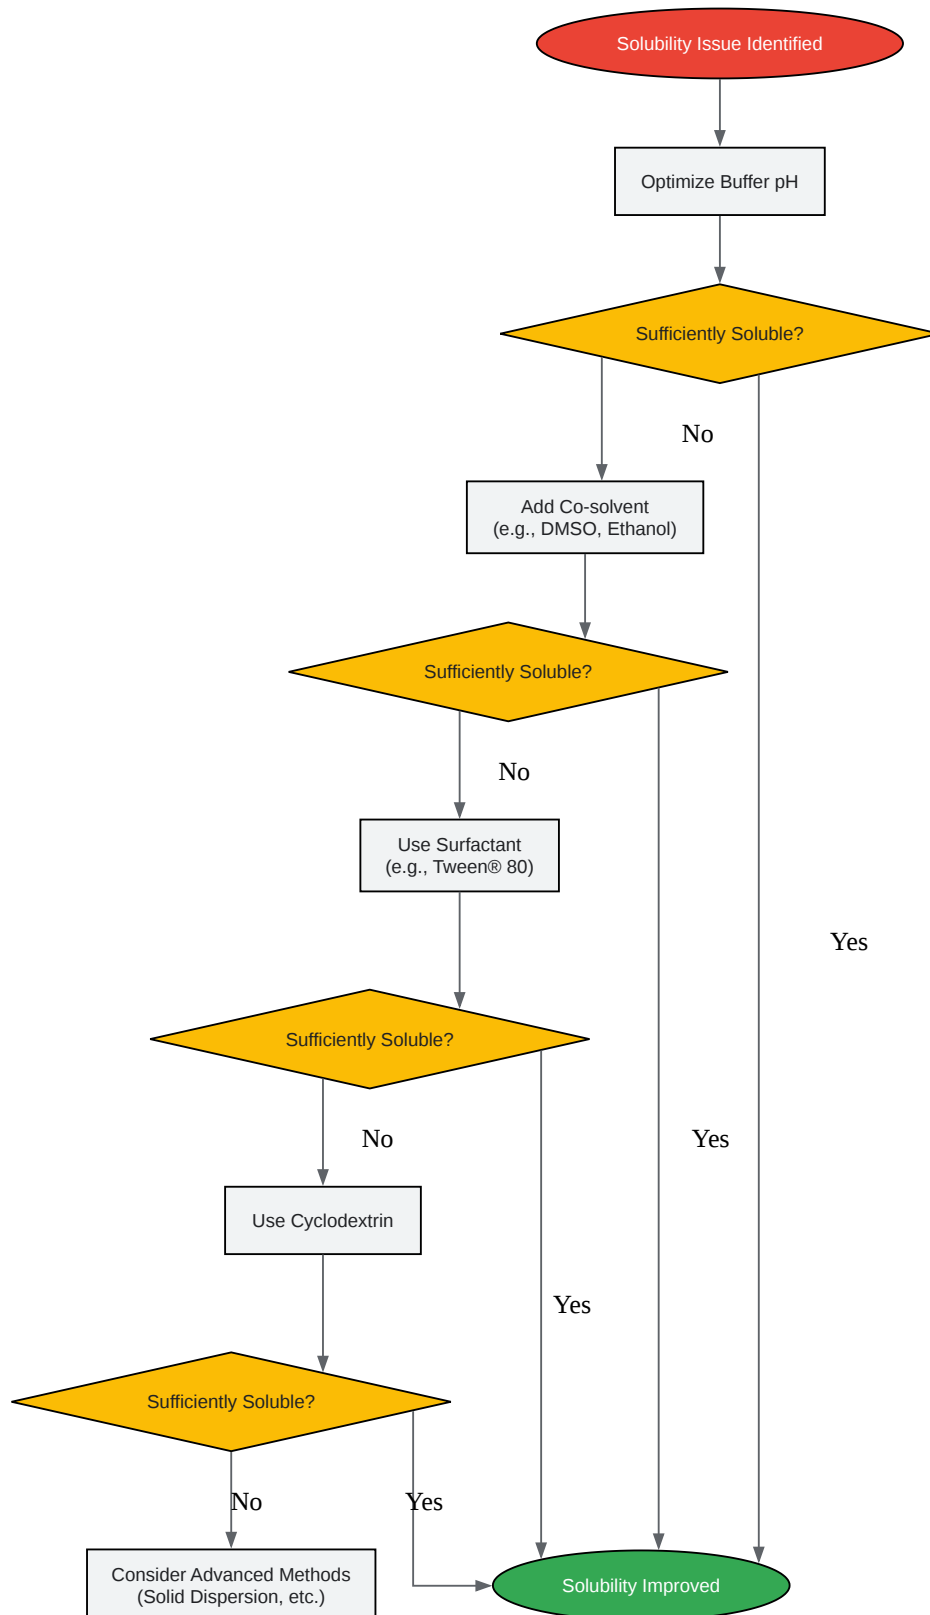 Solubility Issue Identified
Optimize Buffer pH
Sufficiently Soluble?
No
Add Co-solvent
(e.g., DMSO, Ethanol)
Sufficiently Soluble?
No
Use Surfactant
(e.g., Tween® 80)
Yes
Sufficiently Soluble?
No
Yes
Use Cyclodextrin
Yes
Sufficiently Soluble?
No
Yes
Consider Advanced Methods
(Solid Dispersion, etc.)
Solubility Improved